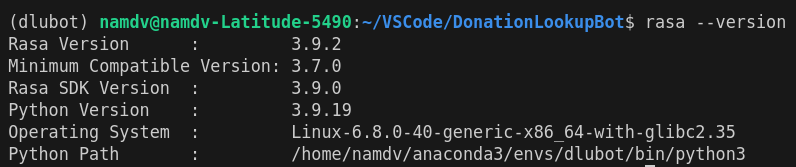 (dlubot) namdv@namdv-Latitude-5490:~/VSCode/DonationLookupBot$ rasa --version
Rasa Version      :         3.9.2
Minimum Compatible Version: 3.7.0
Rasa SDK Version  :         3.9.0
Python Version    :         3.9.19
Operating System  :         Linux-6.8.0-40-generic-x86_64-with-glibc2.35
Python Path       :         /home/namdv/anaconda3/envs/dlubot/bin/python3